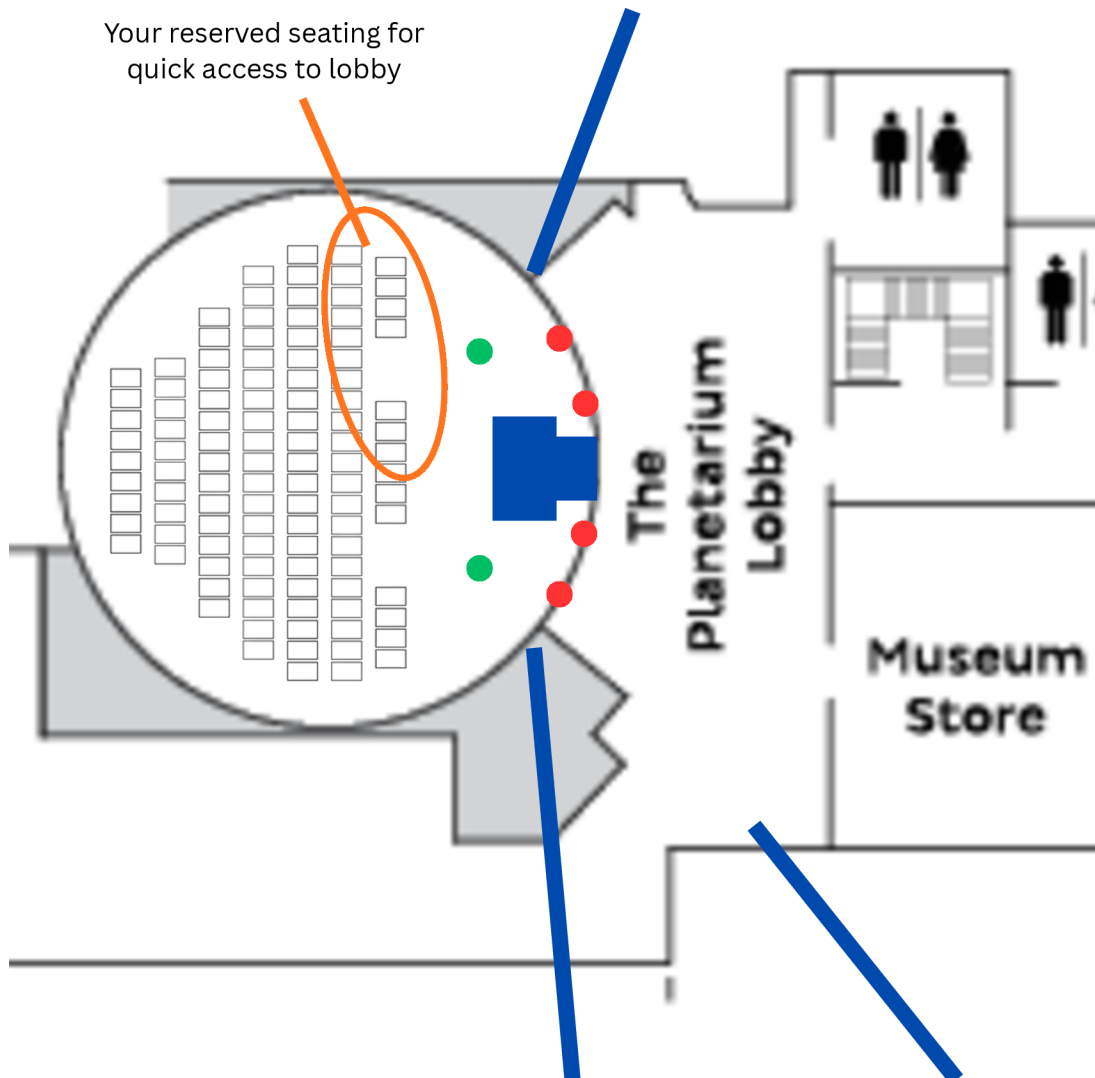 Your reserved seating for
quick access to lobby
The
Planetarium
Lobby
Museum
Store